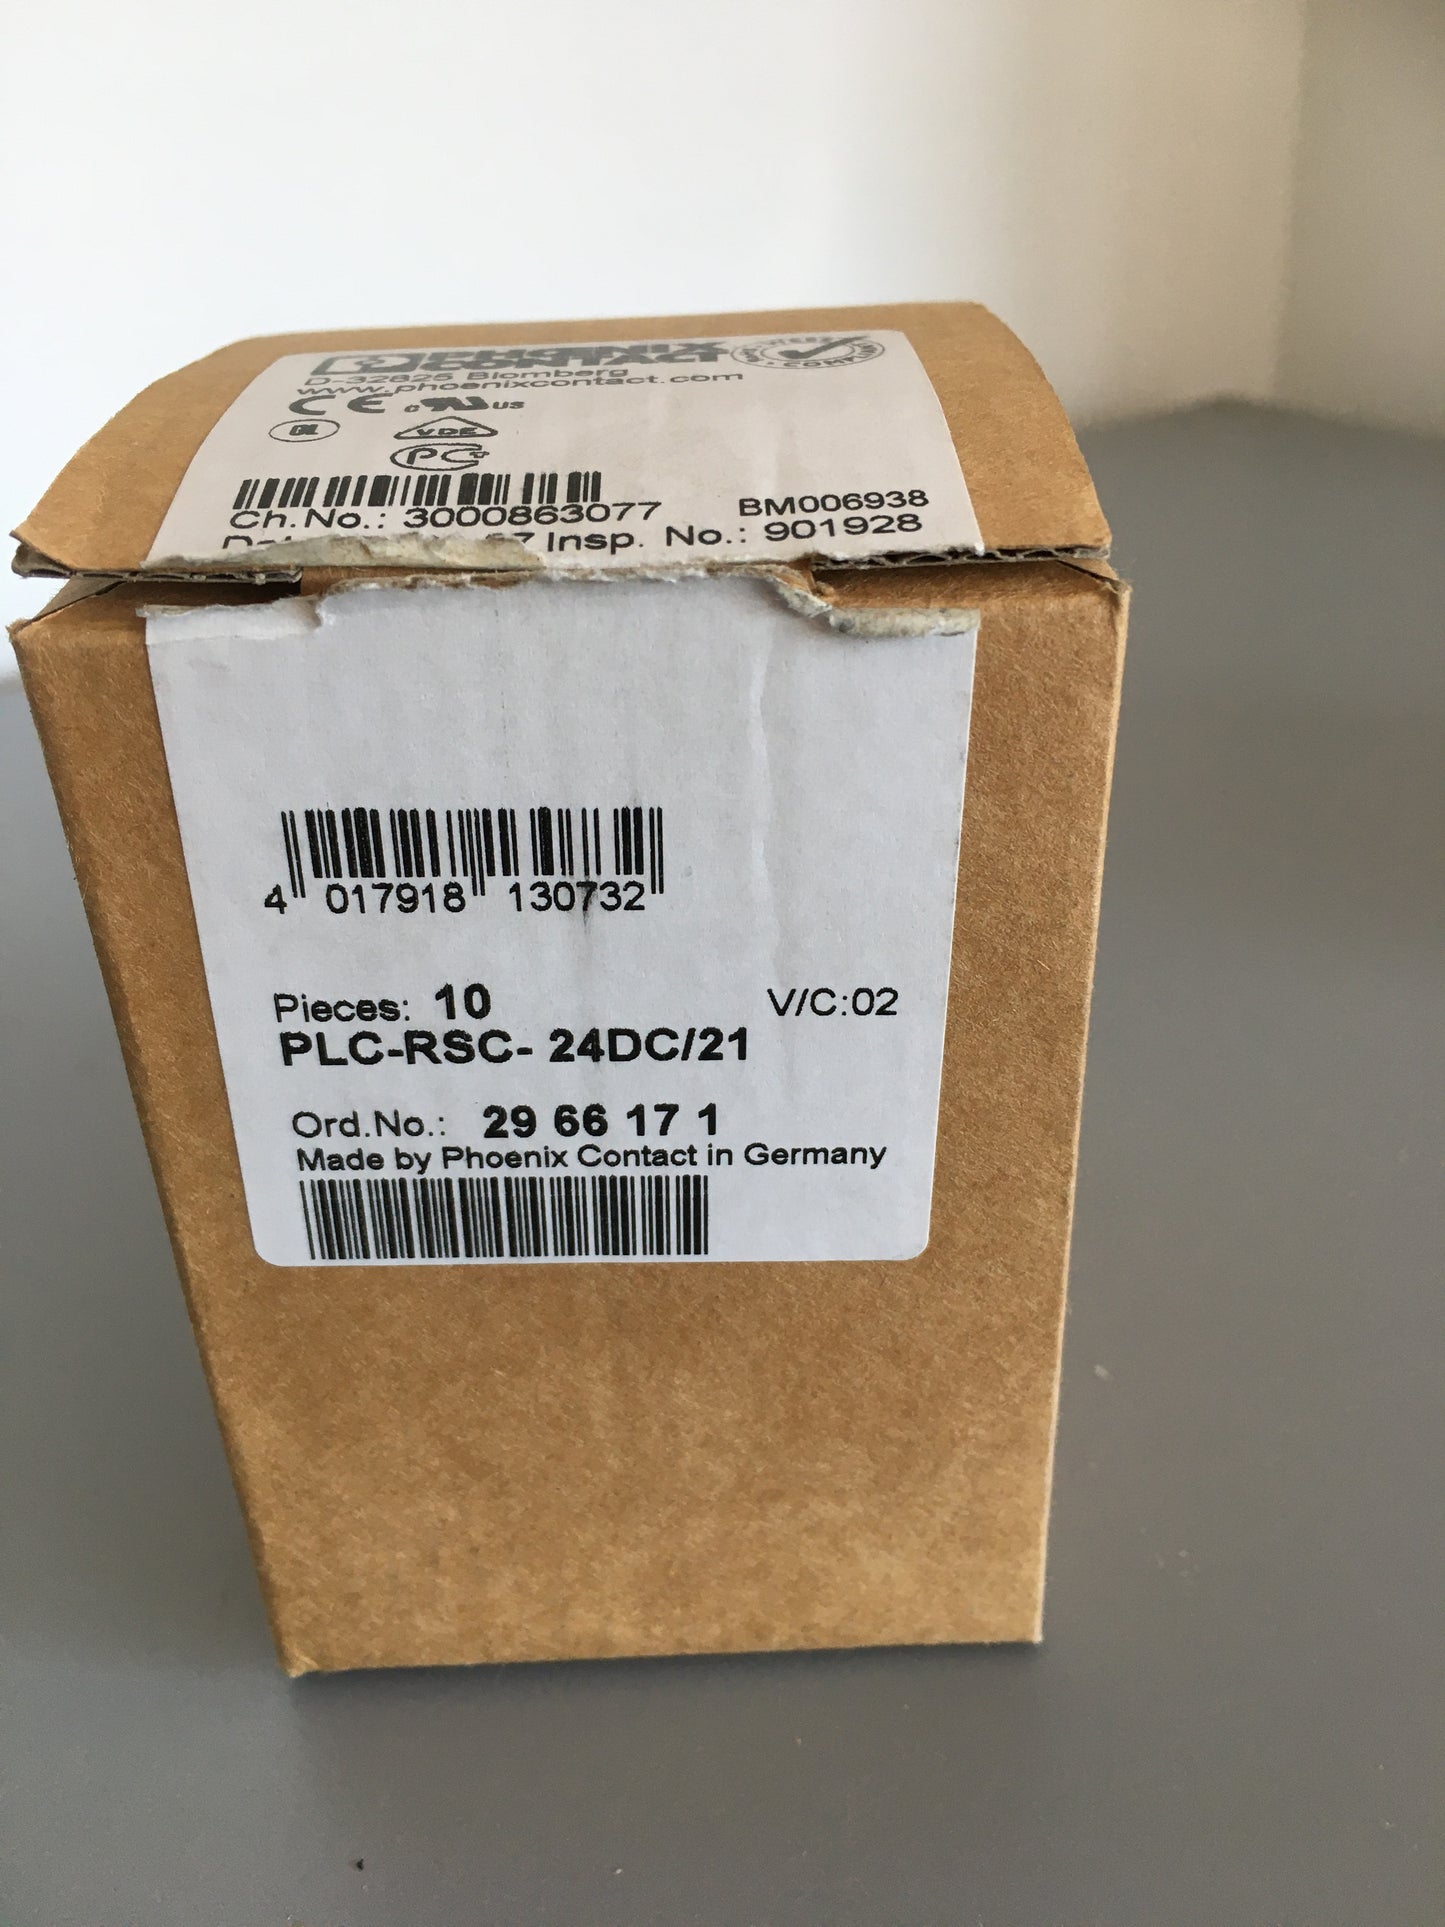 PHOENIX
CONTACT
D-32825 Blomberg
www.phoenixcontact.com
CE c US
VDE
PC
Ch.No.: 3000863077 BM006938
Insp. No.: 901928
4 017918 130732
Pieces: 10 V/C:02
PLC-RSC- 24DC/21
Ord.No.: 29 66 17 1
Made by Phoenix Contact in Germany